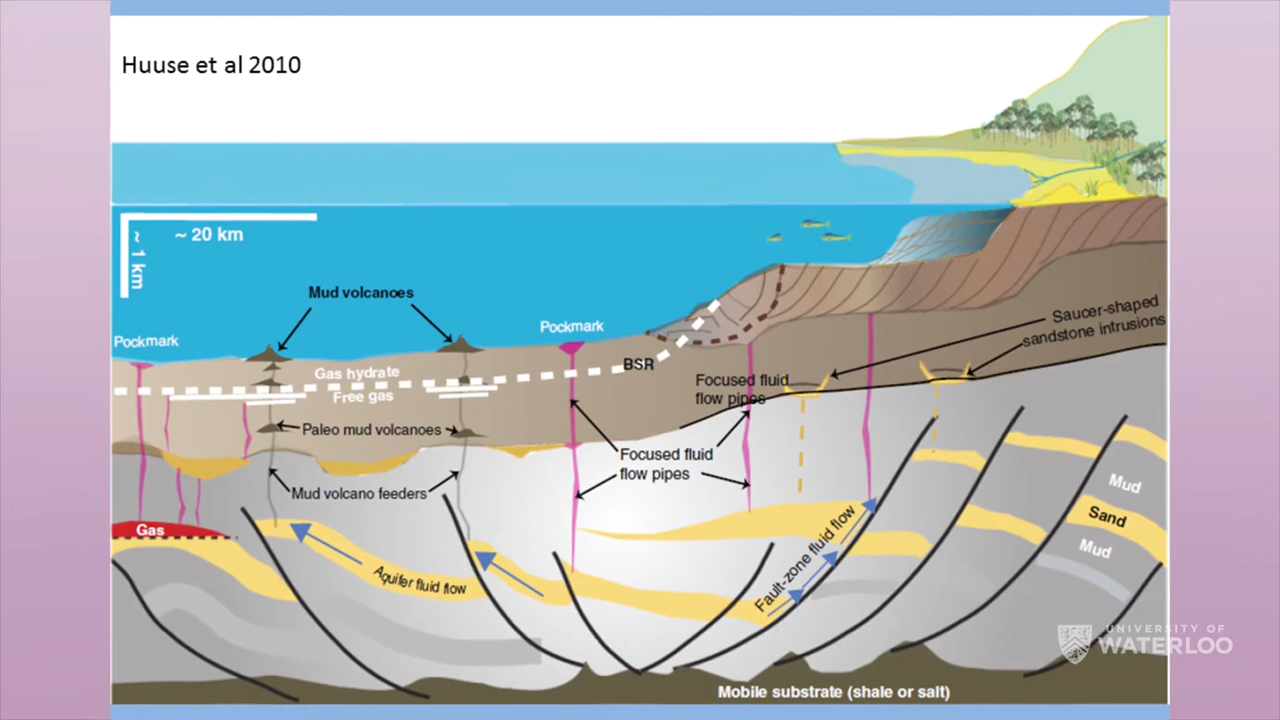 Huuse et al 2010
~ 20 km
~ 1 km
Mud volcanoes
Pockmark
Pockmark
Saucer-shaped
sandstone intrusions
BSR
Gas hydrate
Free gas
Focused fluid
flow pipes
Paleo mud volcanoes
Focused fluid
flow pipes
Mud volcano feeders
Mud
Sand
Mud
Gas
Aquifer fluid flow
Fault-zone fluid flow
UNIVERSITY OF
WATERLOO
Mobile substrate (shale or salt)